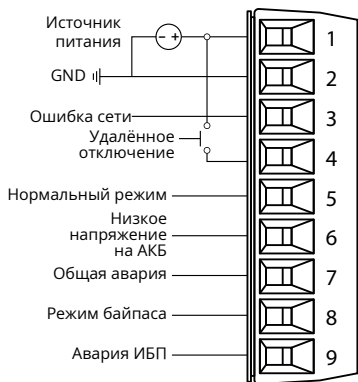 Источник
питания
1
GND
2
Ошибка сети
3
Удалённое
отключение
4
Нормальный режим
5
Низкое
напряжение
на АКБ
6
Общая авария
7
Режим байпаса
8
Авария ИБП
9